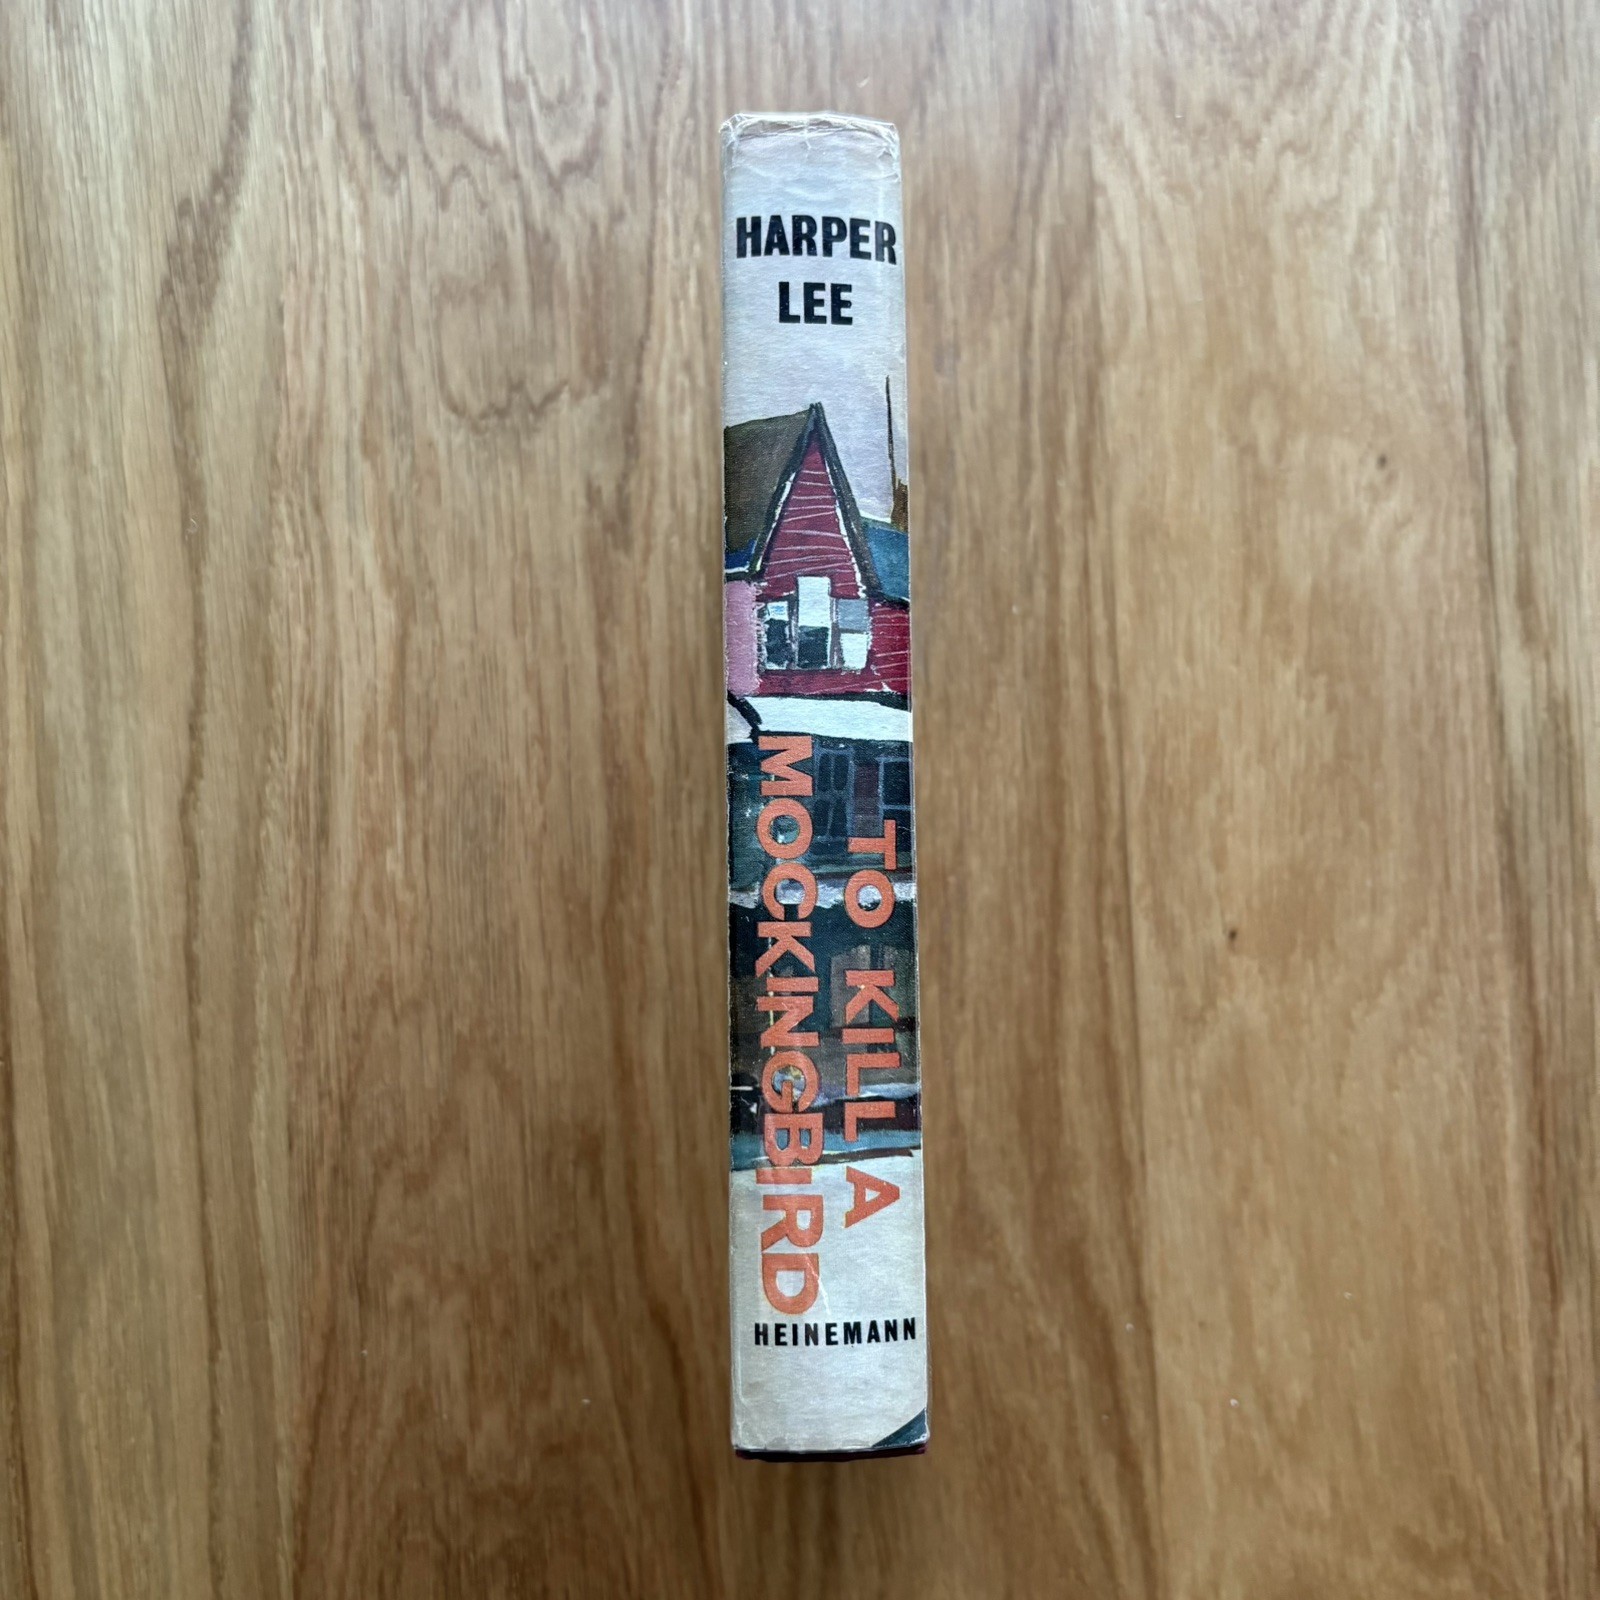 HARPER
LEE
TO KILL A
MOCKINGBIRD
HEINEMANN